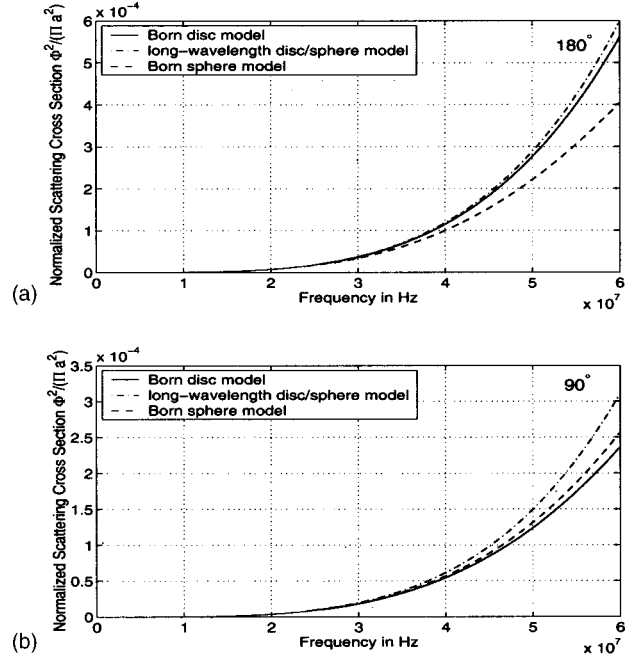 x 10⁻⁴
6
5
4
3
2
1
0
Normalized Scattering Cross Section Φ²/(Π a²)
Born disc model
long−wavelength disc/sphere model
Born sphere model
180°
0 1 2 3 4 5 6
Frequency in Hz
x 10⁷
(a)
x 10⁻⁴
3.5
3
2.5
2
1.5
1
0.5
0
Normalized Scattering Cross Section Φ²/(Π a²)
Born disc model
long−wavelength disc/sphere model
Born sphere model
90°
0 1 2 3 4 5 6
Frequency in Hz
x 10⁷
(b)